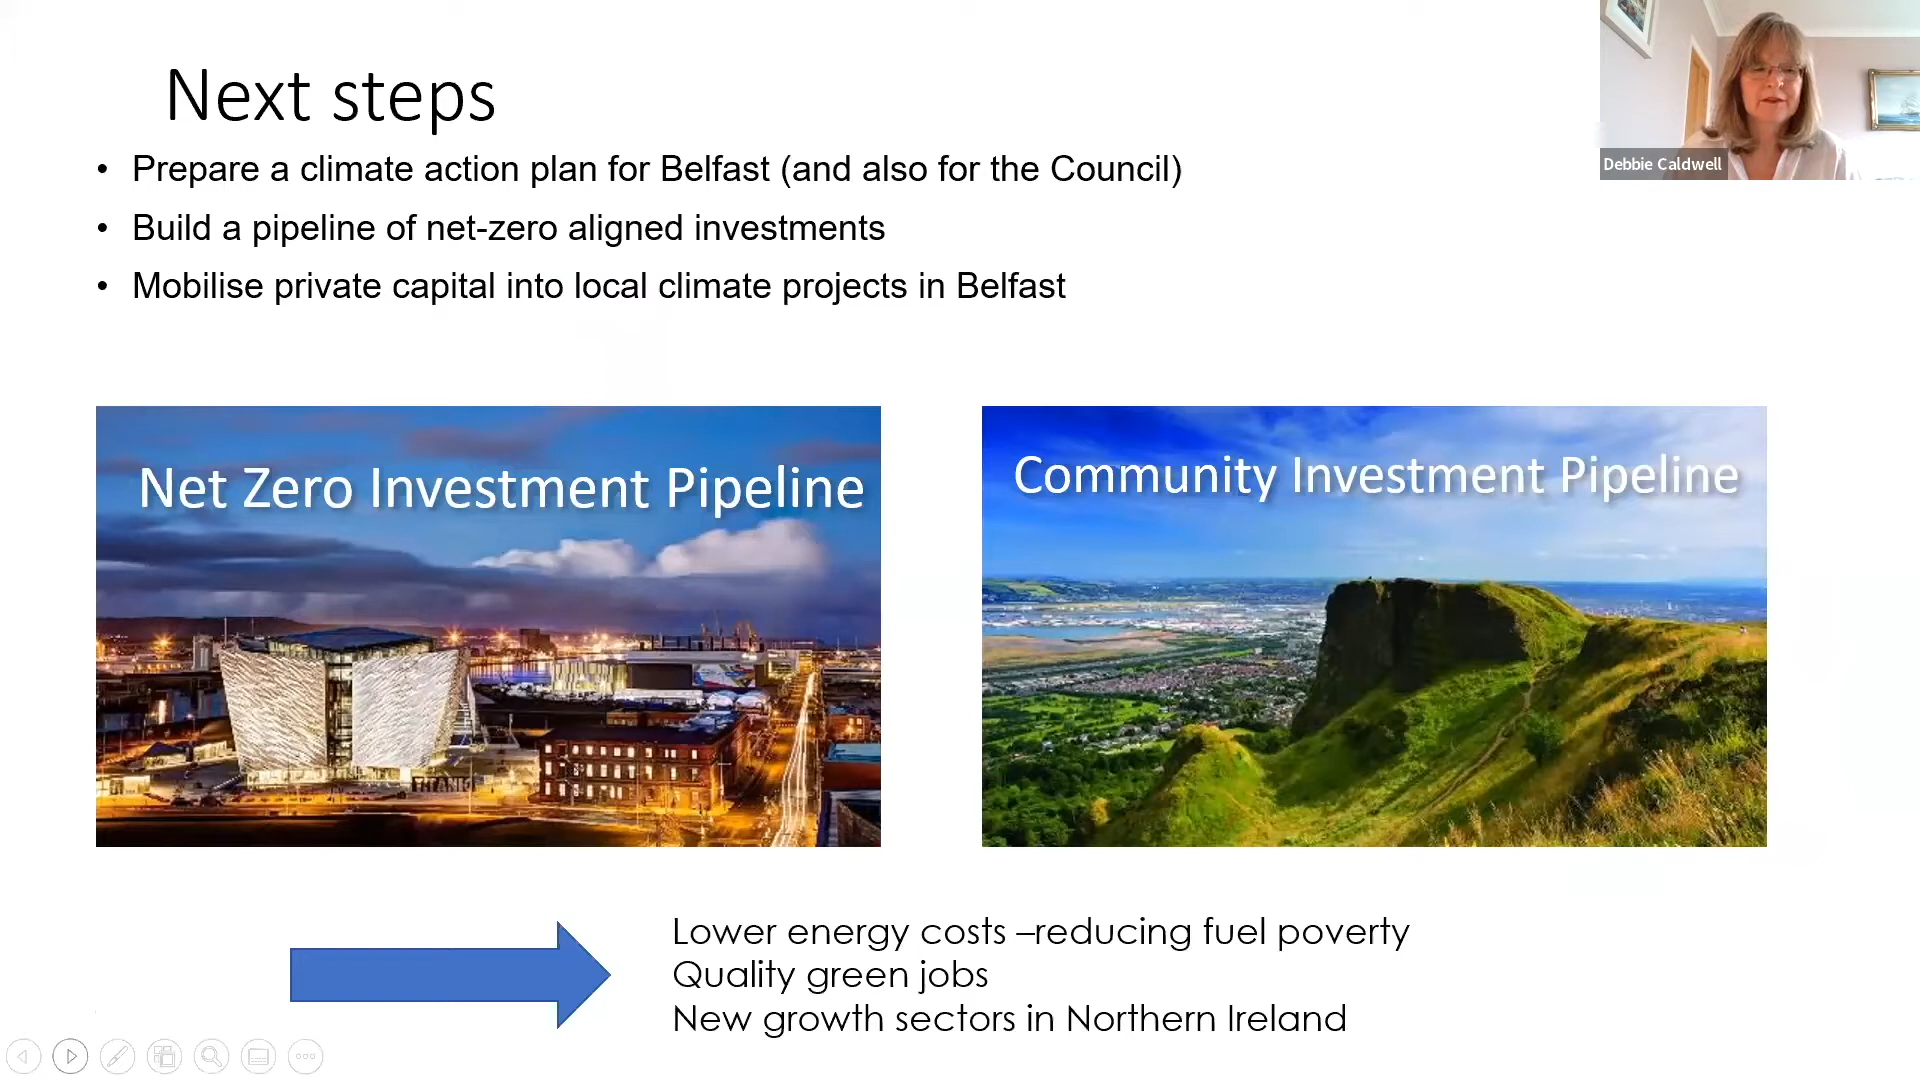 Next steps
• Prepare a climate action plan for Belfast (and also for the Council)
• Build a pipeline of net-zero aligned investments
• Mobilise private capital into local climate projects in Belfast
Debbie Caldwell
Net Zero Investment Pipeline
Community Investment Pipeline
TITANIC
Lower energy costs –reducing fuel poverty
Quality green jobs
New growth sectors in Northern Ireland